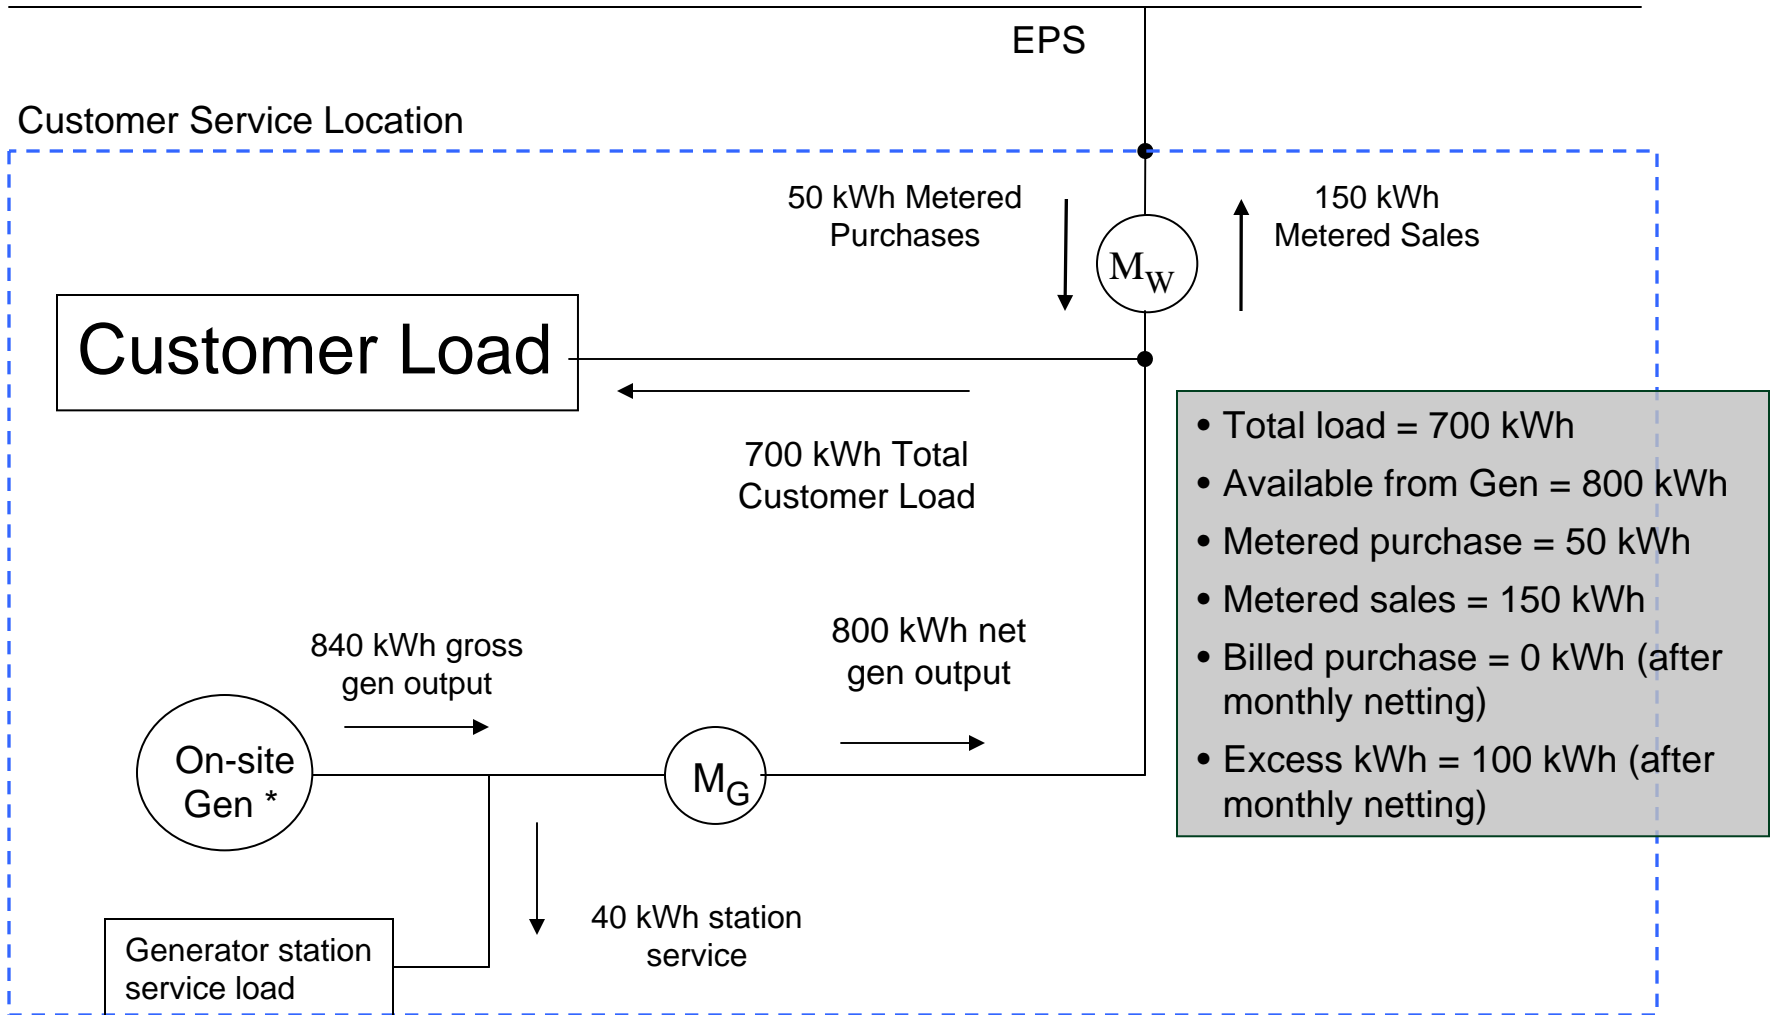 EPS
Customer Service Location
50 kWh Metered
Purchases
150 kWh
Metered Sales
MW
Customer Load
700 kWh Total
Customer Load
• Total load = 700 kWh
• Available from Gen = 800 kWh
• Metered purchase = 50 kWh
• Metered sales = 150 kWh
• Billed purchase = 0 kWh (after
monthly netting)
• Excess kWh = 100 kWh (after
monthly netting)
840 kWh gross
gen output
800 kWh net
gen output
On-site
Gen *
MG
40 kWh station
service
Generator station
service load